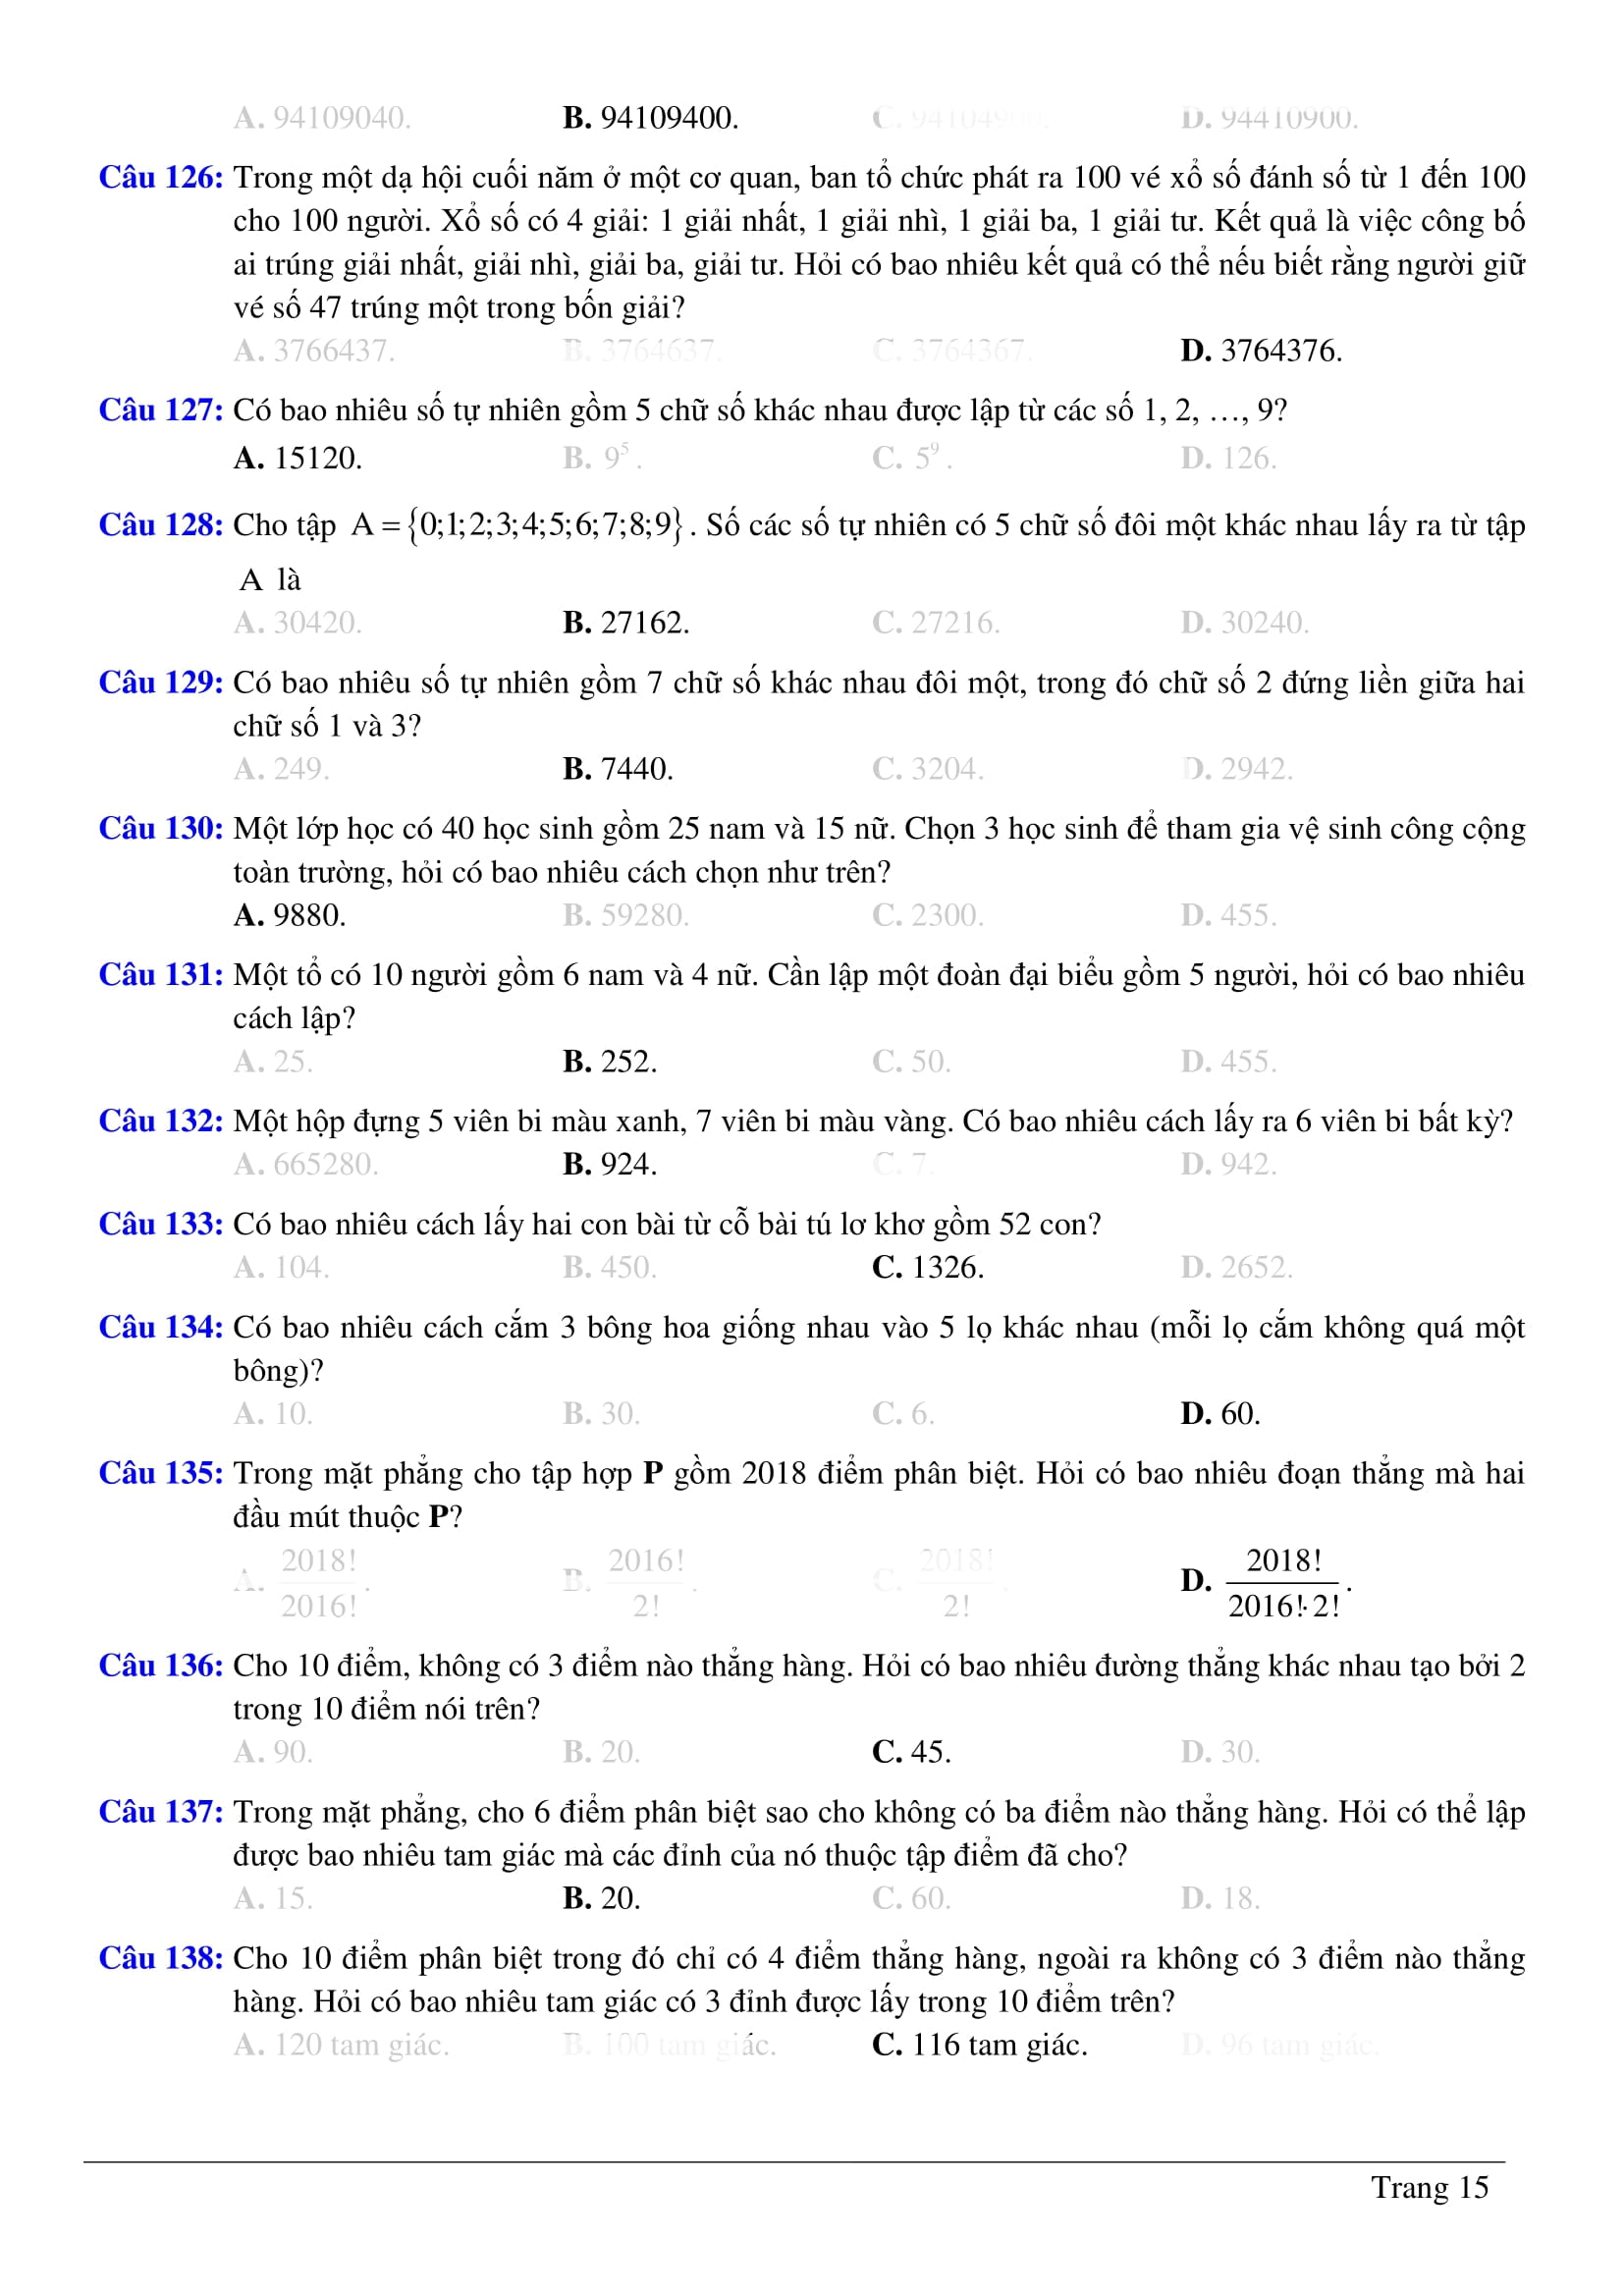 A. 94109040. B. 94109400. C. 94104900. D. 94410900.
Câu 126: Trong một dạ hội cuối năm ở một cơ quan, ban tổ chức phát ra 100 vé xổ số đánh số từ 1 đến 100
cho 100 người. Xổ số có 4 giải: 1 giải nhất, 1 giải nhì, 1 giải ba, 1 giải tư. Kết quả là việc công bố
ai trúng giải nhất, giải nhì, giải ba, giải tư. Hỏi có bao nhiêu kết quả có thể nếu biết rằng người giữ
vé số 47 trúng một trong bốn giải?
A. 3766437. B. 3764637. C. 3764367. D. 3764376.
Câu 127: Có bao nhiêu số tự nhiên gồm 5 chữ số khác nhau được lập từ các số 1, 2, …, 9?
A. 15120. B. 9⁵. C. 5⁹. D. 126.
Câu 128: Cho tập A = {0;1;2;3;4;5;6;7;8;9}. Số các số tự nhiên có 5 chữ số đôi một khác nhau lấy ra từ tập
A là
A. 30420. B. 27162. C. 27216. D. 30240.
Câu 129: Có bao nhiêu số tự nhiên gồm 7 chữ số khác nhau đôi một, trong đó chữ số 2 đứng liền giữa hai
chữ số 1 và 3?
A. 249. B. 7440. C. 3204. D. 2942.
Câu 130: Một lớp học có 40 học sinh gồm 25 nam và 15 nữ. Chọn 3 học sinh để tham gia vệ sinh công cộng
toàn trường, hỏi có bao nhiêu cách chọn như trên?
A. 9880. B. 59280. C. 2300. D. 455.
Câu 131: Một tổ có 10 người gồm 6 nam và 4 nữ. Cần lập một đoàn đại biểu gồm 5 người, hỏi có bao nhiêu
cách lập?
A. 25. B. 252. C. 50. D. 455.
Câu 132: Một hộp đựng 5 viên bi màu xanh, 7 viên bi màu vàng. Có bao nhiêu cách lấy ra 6 viên bi bất kỳ?
A. 665280. B. 924. C. 7. D. 942.
Câu 133: Có bao nhiêu cách lấy hai con bài từ cỗ bài tú lơ khơ gồm 52 con?
A. 104. B. 450. C. 1326. D. 2652.
Câu 134: Có bao nhiêu cách cắm 3 bông hoa giống nhau vào 5 lọ khác nhau (mỗi lọ cắm không quá một
bông)?
A. 10. B. 30. C. 6. D. 60.
Câu 135: Trong mặt phẳng cho tập hợp P gồm 2018 điểm phân biệt. Hỏi có bao nhiêu đoạn thẳng mà hai
đầu mút thuộc P?
A. 2018!/2016!. B. 2016!/2!. C. 2018!/2!. D. 2018!/2016!·2!.
Câu 136: Cho 10 điểm, không có 3 điểm nào thẳng hàng. Hỏi có bao nhiêu đường thẳng khác nhau tạo bởi 2
trong 10 điểm nói trên?
A. 90. B. 20. C. 45. D. 30.
Câu 137: Trong mặt phẳng, cho 6 điểm phân biệt sao cho không có ba điểm nào thẳng hàng. Hỏi có thể lập
được bao nhiêu tam giác mà các đỉnh của nó thuộc tập điểm đã cho?
A. 15. B. 20. C. 60. D. 18.
Câu 138: Cho 10 điểm phân biệt trong đó chỉ có 4 điểm thẳng hàng, ngoài ra không có 3 điểm nào thẳng
hàng. Hỏi có bao nhiêu tam giác có 3 đỉnh được lấy trong 10 điểm trên?
A. 120 tam giác. B. 100 tam giác. C. 116 tam giác. D. 96 tam giác.
Trang 15